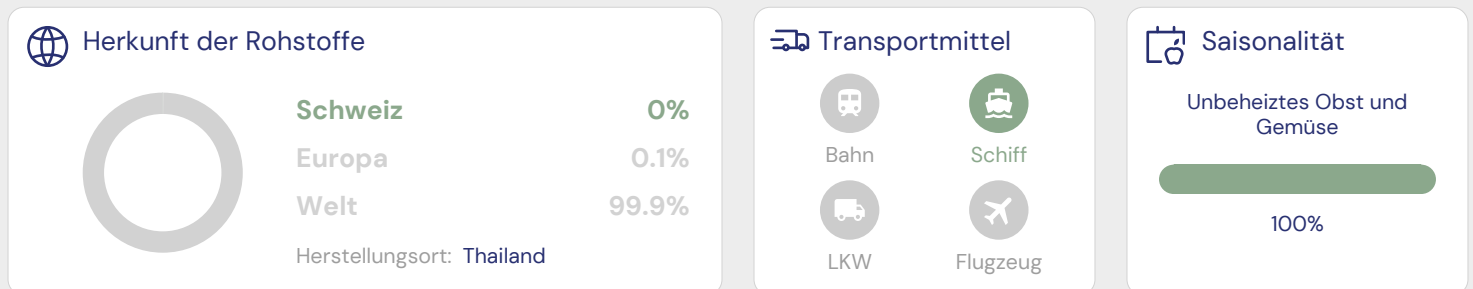 Herkunft der Rohstoffe
Schweiz 0%
Europa 0.1%
Welt 99.9%
Herstellungsort: Thailand
Transportmittel
Bahn Schiff
LKW Flugzeug
Saisonalität
Unbeheiztes Obst und
Gemüse
100%